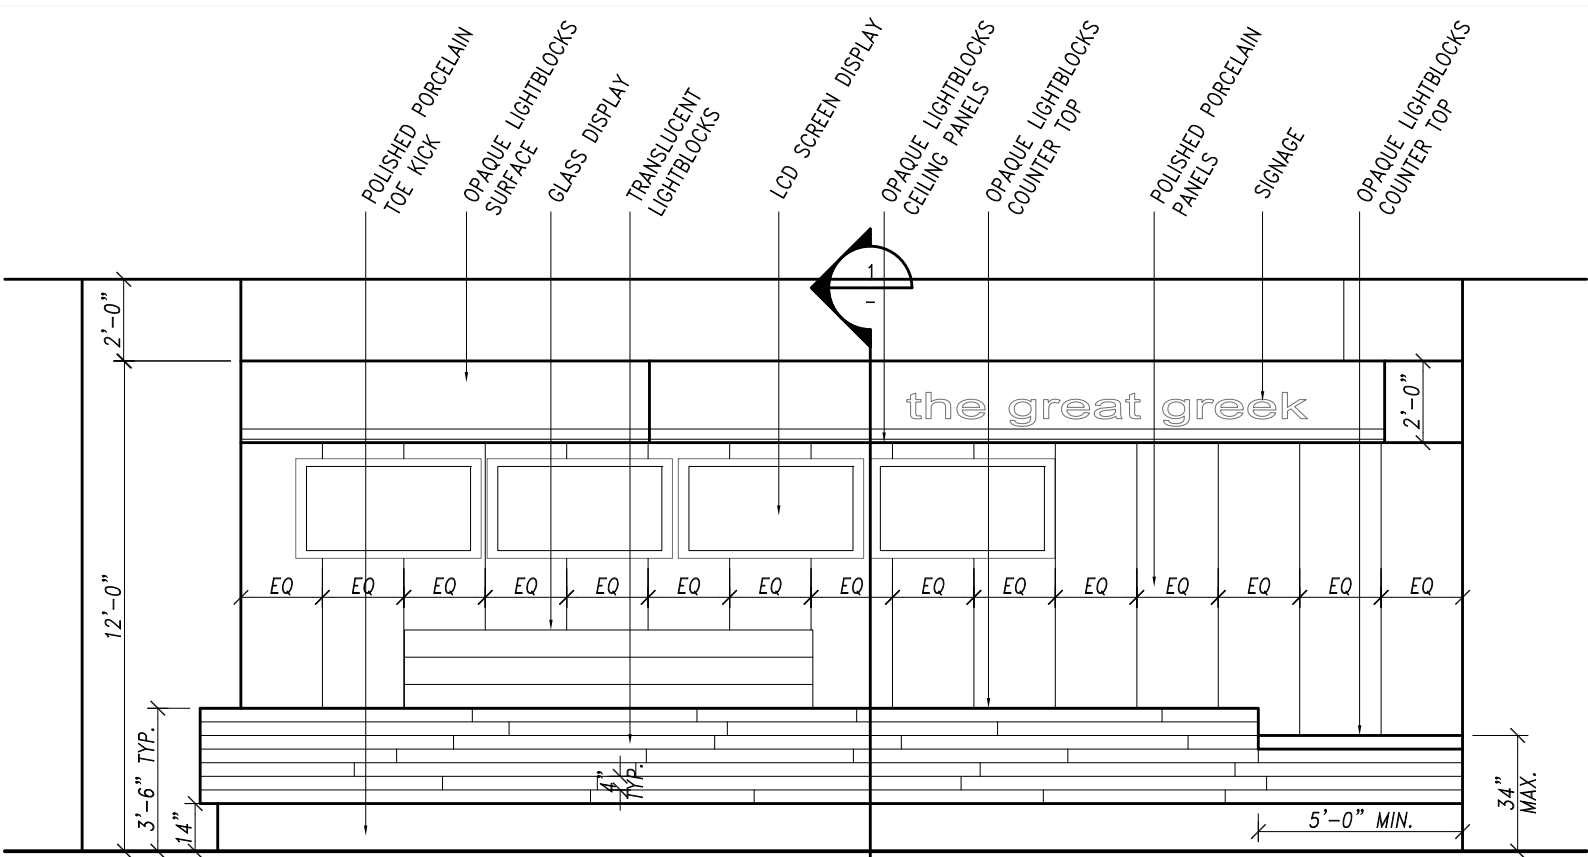 POLISHED PORCELAIN
TOE KICK
OPAQUE LIGHTBLOCKS
SURFACE
GLASS DISPLAY
TRANSLUCENT
LIGHTBLOCKS
LCD SCREEN DISPLAY
OPAQUE LIGHTBLOCKS
CEILING PANELS
OPAQUE LIGHTBLOCKS
COUNTER TOP
POLISHED PORCELAIN
PANELS
SIGNAGE
OPAQUE LIGHTBLOCKS
COUNTER TOP
1
–
2'-0"
the great greek
2'-0"
12'-0"
EQ EQ EQ EQ EQ EQ EQ EQ EQ EQ EQ EQ EQ EQ EQ
3'-6" TYP.
14"
4"
TYP.
5'-0" MIN.
34"
MAX.